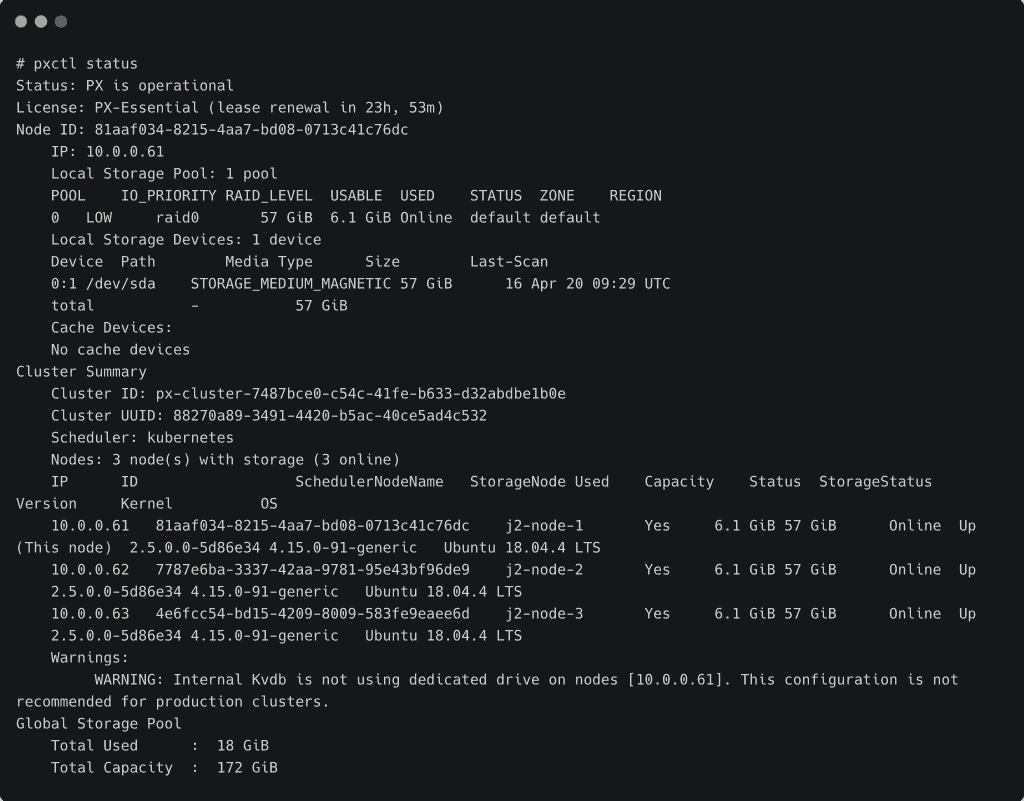 # pxctl status
Status: PX is operational
License: PX-Essential (lease renewal in 23h, 53m)
Node ID: 81aaf034-8215-4aa7-bd08-0713c41c76dc
    IP: 10.0.0.61
    Local Storage Pool: 1 pool
    POOL    IO_PRIORITY RAID_LEVEL  USABLE  USED    STATUS  ZONE    REGION
    0   LOW     raid0       57 GiB  6.1 GiB Online  default default
    Local Storage Devices: 1 device
    Device  Path        Media Type      Size        Last-Scan
    0:1 /dev/sda    STORAGE_MEDIUM_MAGNETIC 57 GiB      16 Apr 20 09:29 UTC
    total           -           57 GiB
    Cache Devices:
    No cache devices
Cluster Summary
    Cluster ID: px-cluster-7487bce0-c54c-41fe-b633-d32abdbe1b0e
    Cluster UUID: 88270a89-3491-4420-b5ac-40ce5ad4c532
    Scheduler: kubernetes
    Nodes: 3 node(s) with storage (3 online)
    IP      ID                  SchedulerNodeName   StorageNode Used    Capacity    Status  StorageStatus
Version     Kernel          OS
    10.0.0.61   81aaf034-8215-4aa7-bd08-0713c41c76dc    j2-node-1       Yes     6.1 GiB 57 GiB      Online  Up
(This node)  2.5.0.0-5d86e34 4.15.0-91-generic   Ubuntu 18.04.4 LTS
    10.0.0.62   7787e6ba-3337-42aa-9781-95e43bf96de9    j2-node-2       Yes     6.1 GiB 57 GiB      Online  Up
    2.5.0.0-5d86e34 4.15.0-91-generic   Ubuntu 18.04.4 LTS
    10.0.0.63   4e6fcc54-bd15-4209-8009-583fe9eaee6d    j2-node-3       Yes     6.1 GiB 57 GiB      Online  Up
    2.5.0.0-5d86e34 4.15.0-91-generic   Ubuntu 18.04.4 LTS
    Warnings:
         WARNING: Internal Kvdb is not using dedicated drive on nodes [10.0.0.61]. This configuration is not
recommended for production clusters.
Global Storage Pool
    Total Used      :  18 GiB
    Total Capacity  :  172 GiB